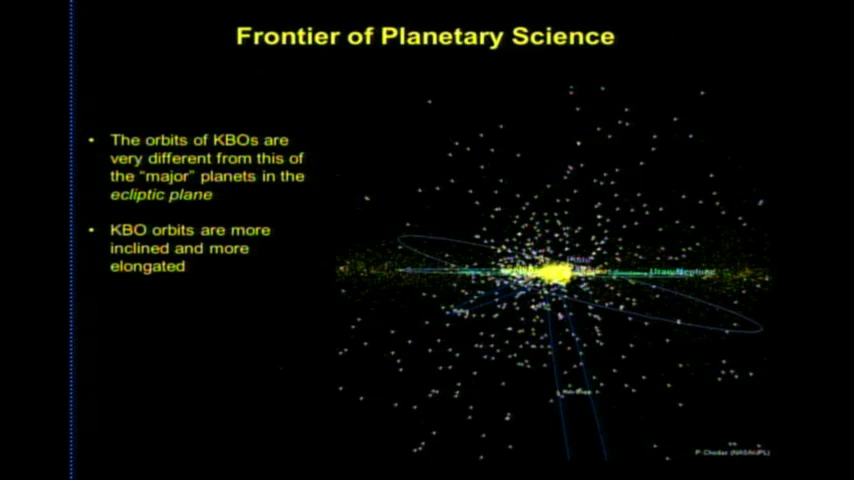 Frontier of Planetary Science
• The orbits of KBOs are
very different from this of
the “major” planets in the
ecliptic plane
• KBO orbits are more
inclined and more
elongated
Neptune
P. Chodas (NASA/JPL)